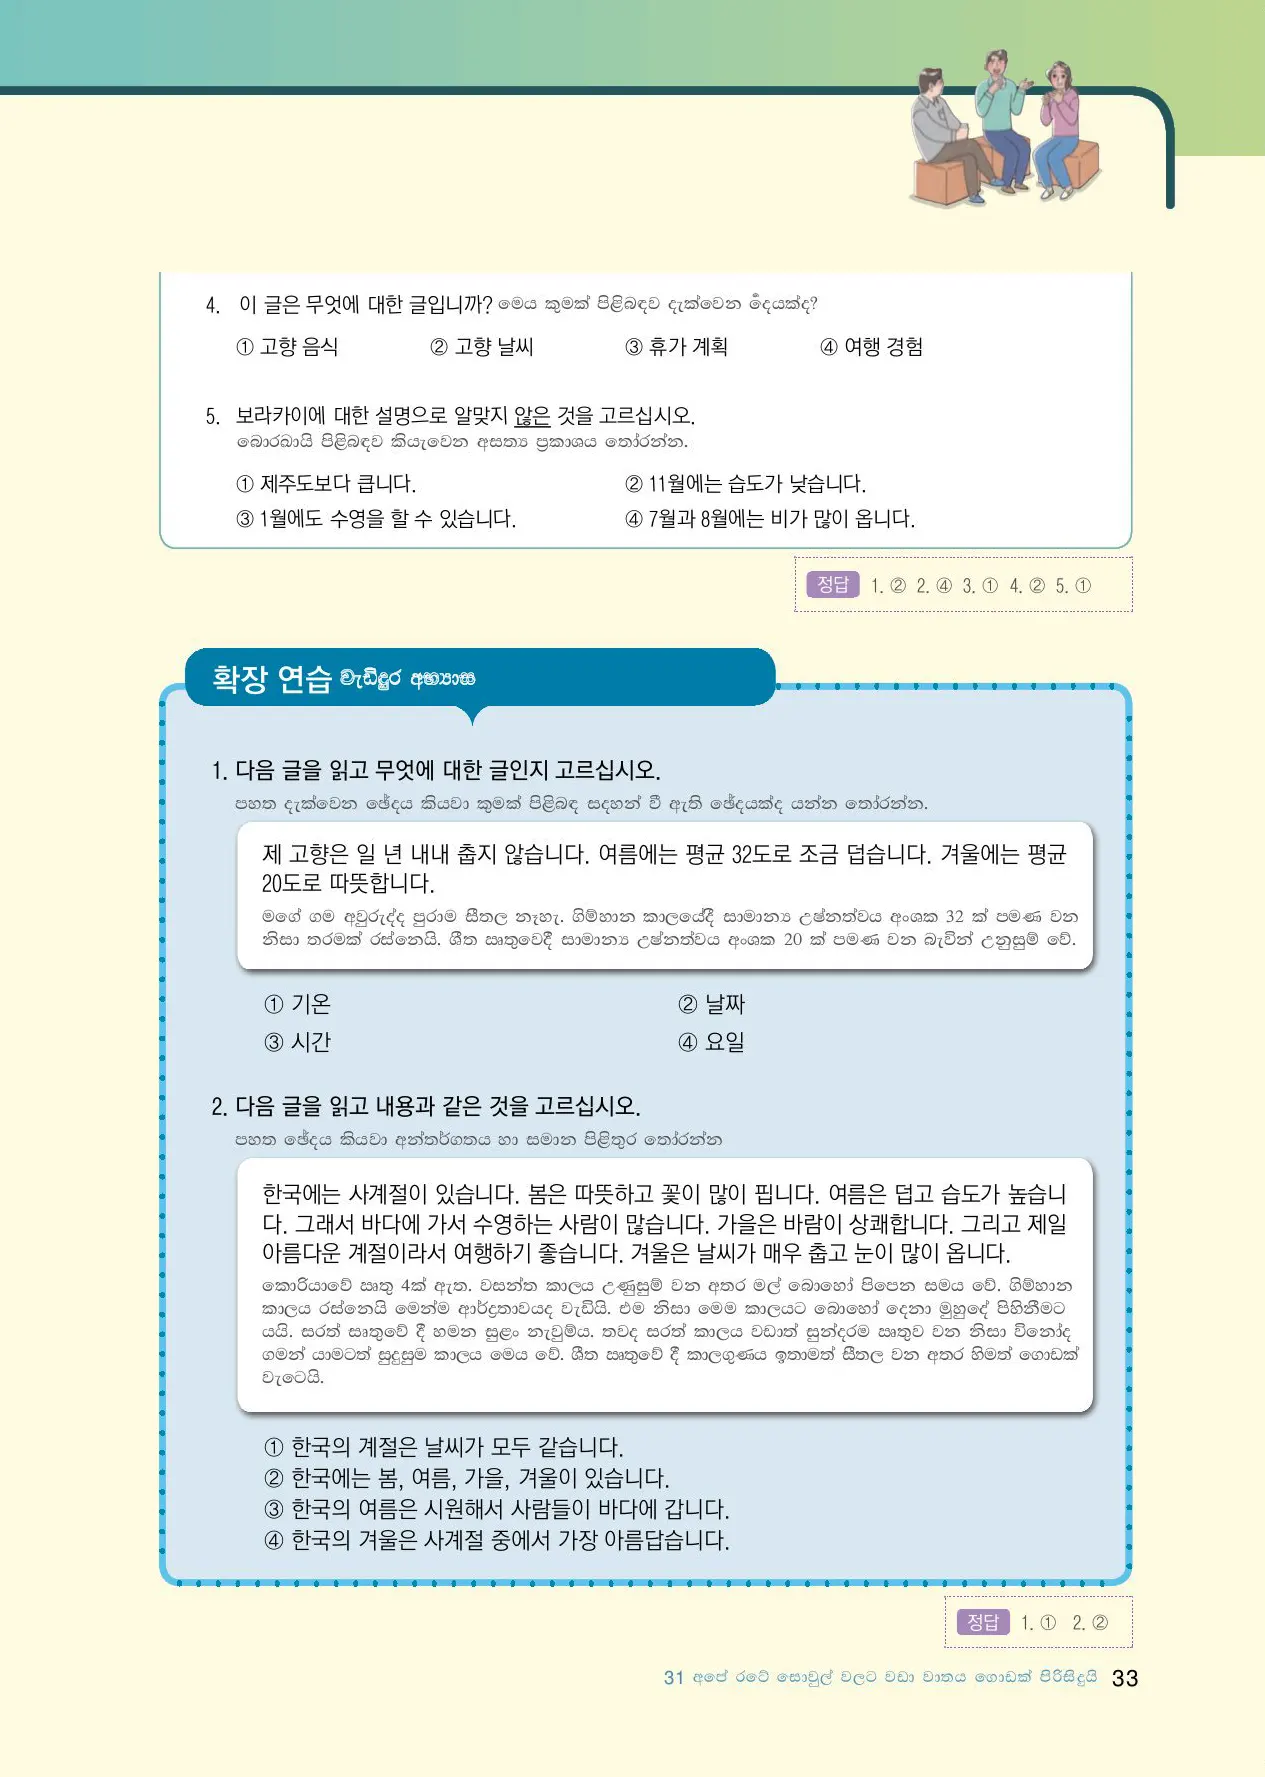 4. 이 글은 무엇에 대한 글입니까? මෙය කුමක් පිළිබඳව දැක්වෙන දෙයක්ද?
① 고향 음식 ② 고향 날씨 ③ 휴가 계획 ④ 여행 경험
5. 보라카이에 대한 설명으로 알맞지 않은 것을 고르십시오.
බොරඛායි පිළිබඳව කියැවෙන අසත්‍ය ප්‍රකාශය තෝරන්න.
① 제주도보다 큽니다. ② 11월에는 습도가 낮습니다.
③ 1월에도 수영을 할 수 있습니다. ④ 7월과 8월에는 비가 많이 옵니다.
정답 1. ② 2. ④ 3. ① 4. ② 5. ①
확장 연습 වැඩිදුර අභ්‍යාස
1. 다음 글을 읽고 무엇에 대한 글인지 고르십시오.
පහත දැක්වෙන ඡේදය කියවා කුමක් පිළිබඳ සදහන් වී ඇති ඡේදයක්ද යන්න තෝරන්න.
제 고향은 일 년 내내 춥지 않습니다. 여름에는 평균 32도로 조금 덥습니다. 겨울에는 평균
20도로 따뜻합니다.
මගේ ගම අවුරුද්ද පුරාම සීතල නැහැ. ගිම්හාන කාලයේදී සාමාන්‍ය උෂ්නත්වය අංශක 32 ක් පමණ වන
නිසා තරමක් රස්නෙයි. ශීත ඍතුවෙදී සාමාන්‍ය උෂ්නත්වය අංශක 20 ක් පමණ වන බැවින් උනුසුම් වේ.
① 기온 ② 날짜
③ 시간 ④ 요일
2. 다음 글을 읽고 내용과 같은 것을 고르십시오.
පහත ඡේදය කියවා අන්තර්ගතය හා සමාන පිළිතුර තෝරන්න
한국에는 사계절이 있습니다. 봄은 따뜻하고 꽃이 많이 핍니다. 여름은 덥고 습도가 높습니
다. 그래서 바다에 가서 수영하는 사람이 많습니다. 가을은 바람이 상쾌합니다. 그리고 제일
아름다운 계절이라서 여행하기 좋습니다. 겨울은 날씨가 매우 춥고 눈이 많이 옵니다.
කොරියාවේ ඍතු 4ක් ඇත. වසන්ත කාලය උණුසුම් වන අතර මල් බොහෝ පිපෙන සමය වේ. ගිම්හාන
කාලය රස්නෙයි මෙන්ම ආර්ද්‍රතාවයද වැඩියි. එම නිසා මෙම කාලයට බොහෝ දෙනා මුහුදේ පිහිනීමට
යයි. සරත් සෘතුවේ දී හමන සුළං නැවුම්ය. තවද සරත් කාලය වඩාත් සුන්දරම ඍතුව වන නිසා විනෝද
ගමන් යාමටත් සුදුසුම කාලය මෙය වේ. ශීත ඍතුවේ දී කාලගුණය ඉතාමත් සීතල වන අතර හිමත් ගොඩක්
වැටෙයි.
① 한국의 계절은 날씨가 모두 같습니다.
② 한국에는 봄, 여름, 가을, 겨울이 있습니다.
③ 한국의 여름은 시원해서 사람들이 바다에 갑니다.
④ 한국의 겨울은 사계절 중에서 가장 아름답습니다.
정답 1. ① 2. ②
31 අපේ රටේ සොවුල් වලට වඩා වාතය ගොඩක් පිරිසිදුයි 33